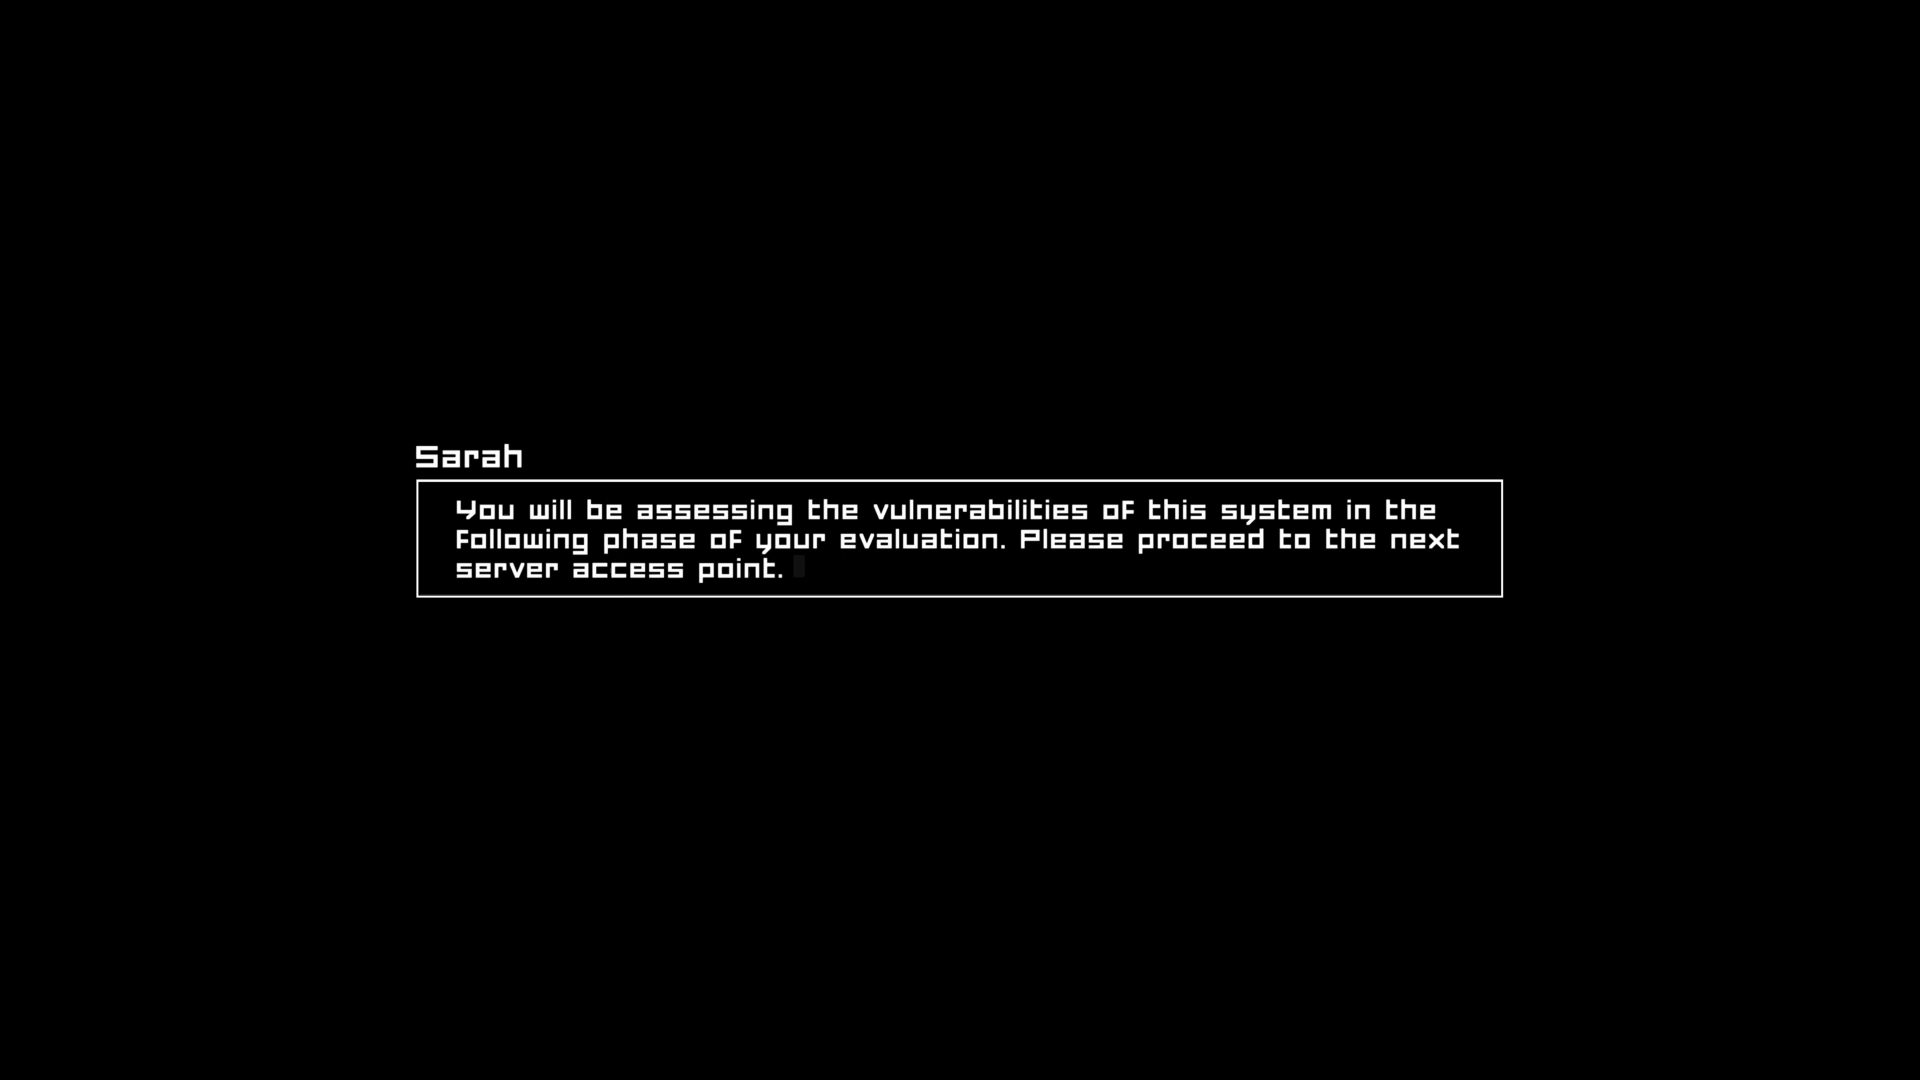 Sarah
You will be assessing the vulnerabilities of this system in the
following phase of your evaluation. Please proceed to the next
server access point.